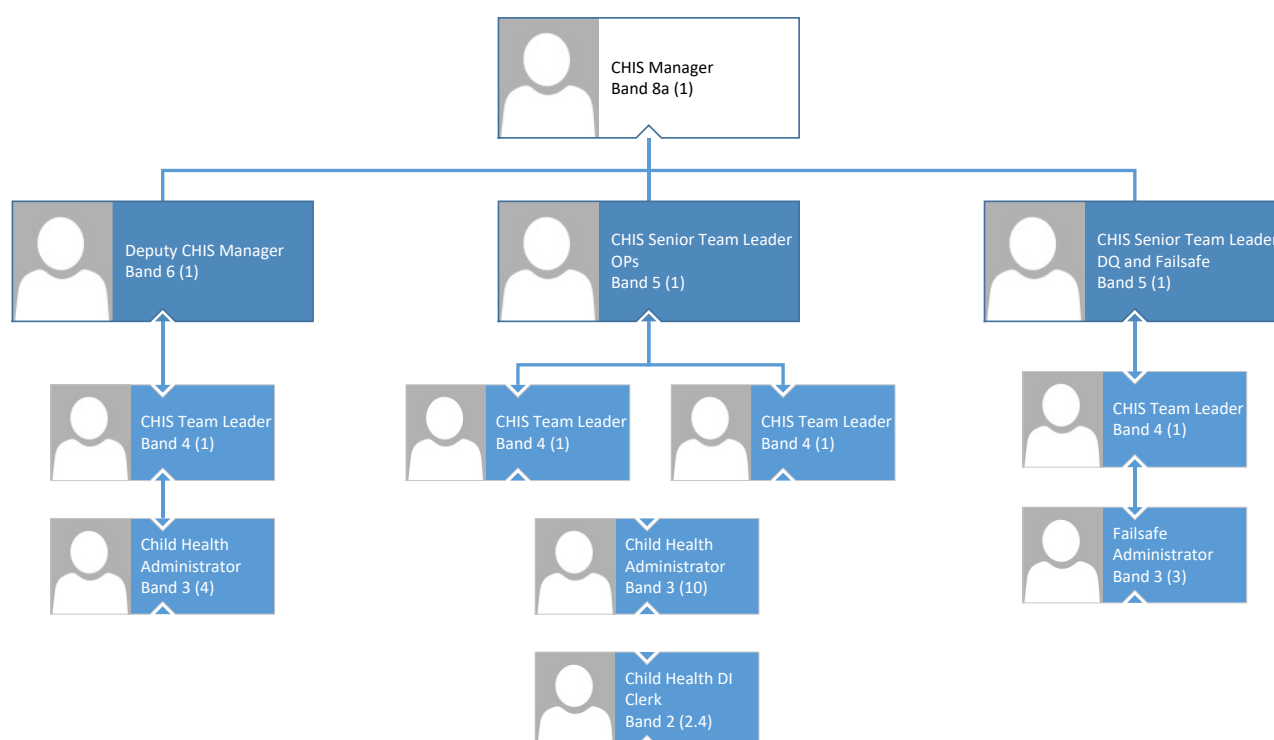 CHIS Manager
Band 8a (1)
Deputy CHIS Manager
Band 6 (1)
CHIS Senior Team Leader
OPs
Band 5 (1)
CHIS Senior Team Leader
DQ and Failsafe
Band 5 (1)
CHIS Team Leader
Band 4 (1)
CHIS Team Leader
Band 4 (1)
CHIS Team Leader
Band 4 (1)
CHIS Team Leader
Band 4 (1)
Child Health
Administrator
Band 3 (4)
Child Health
Administrator
Band 3 (10)
Failsafe
Administrator
Band 3 (3)
Child Health DI
Clerk
Band 2 (2.4)